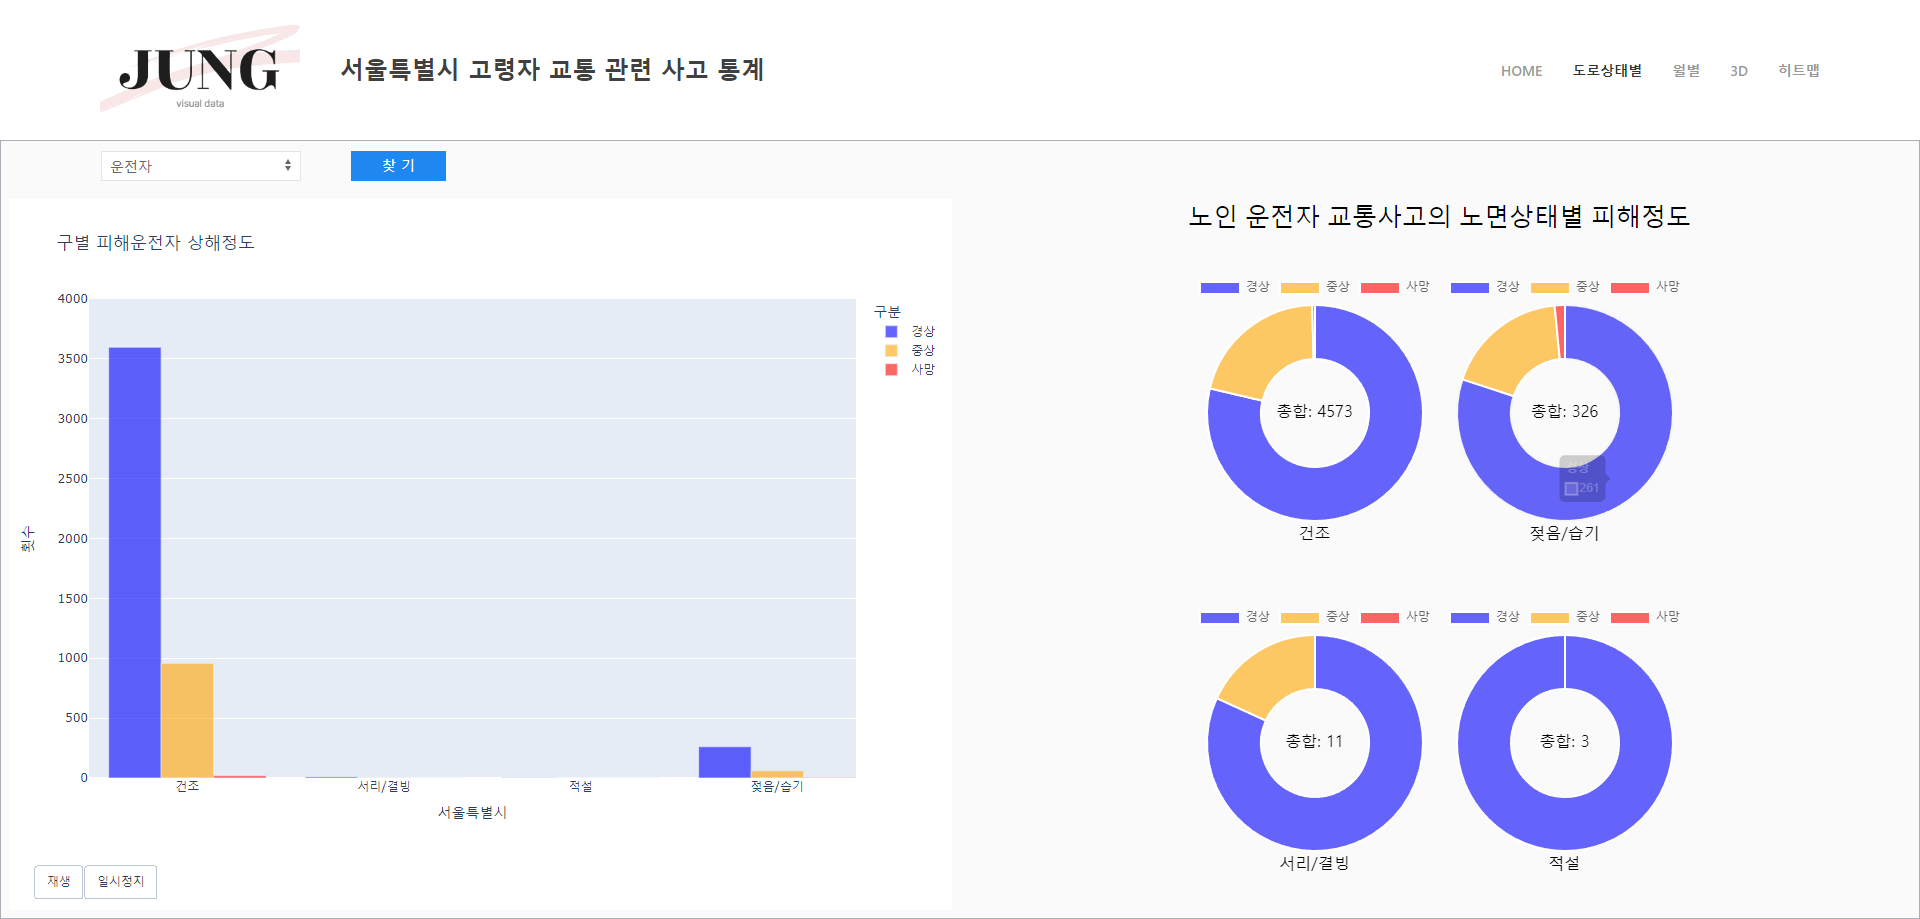 JUNG
visual data
서울특별시 고령자 교통 관련 사고 통계
HOME 도로상태별 월별 3D 히트맵
운전자
찾 기
구별 피해운전자 상해정도
4000
3500
3000
2500
2000
1500
1000
500
0
횟수
건조 서리/결빙 적설 젖음/습기
서울특별시
구분
경상
중상
사망
재생 일시정지
노인 운전자 교통사고의 노면상태별 피해정도
경상 중상 사망
총합: 4573
건조
경상 중상 사망
총합: 326
경상
261
젖음/습기
경상 중상 사망
총합: 11
서리/결빙
경상 중상 사망
총합: 3
적설